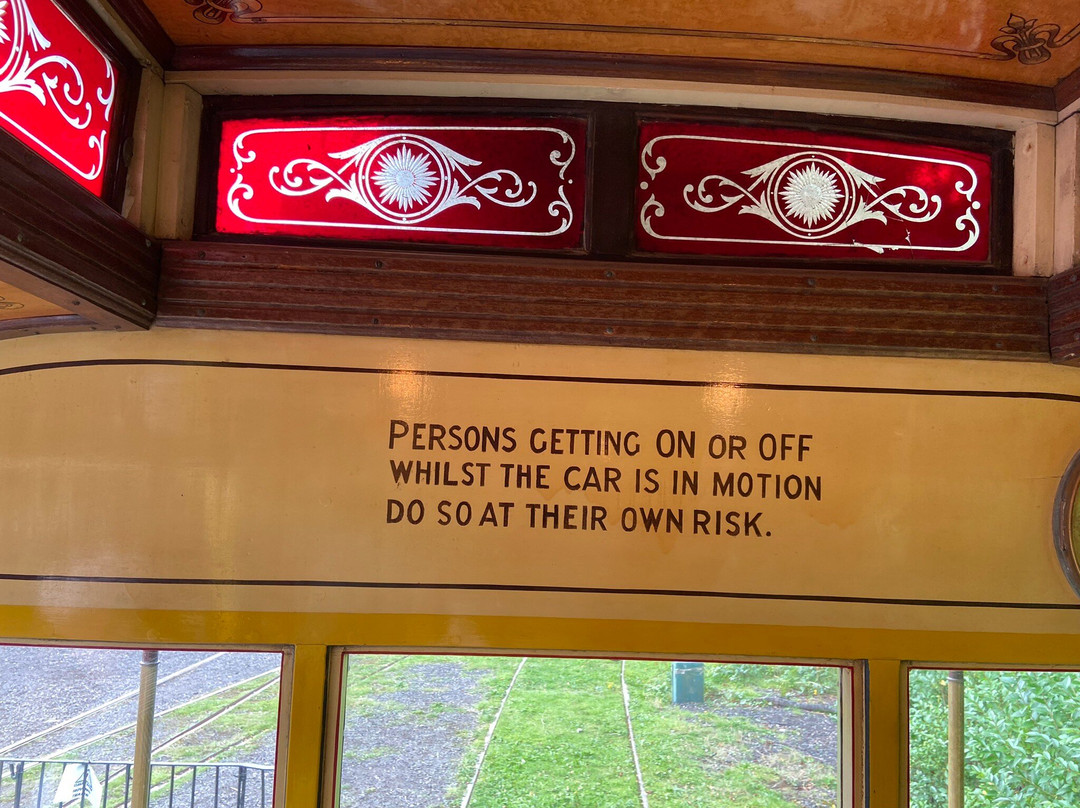 PERSONS GETTING ON OR OFF
WHILST THE CAR IS IN MOTION
DO SO AT THEIR OWN RISK.